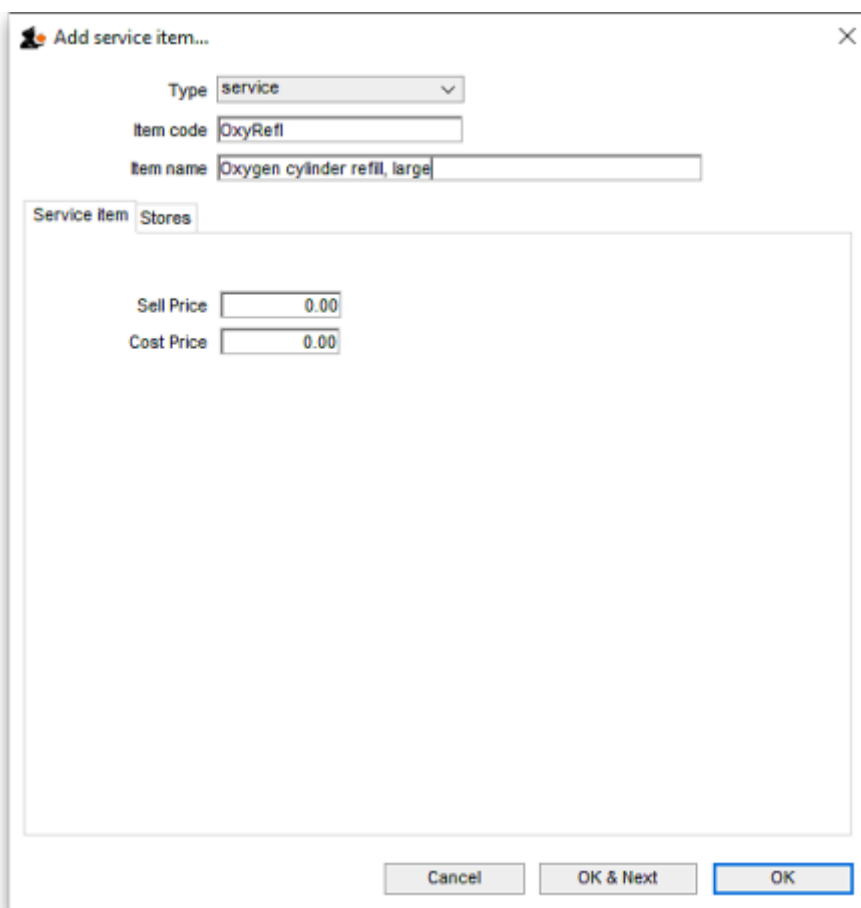 Add service item...
Type service
Item code OxyRefl
Item name Oxygen cylinder refill, large
Service item Stores
Sell Price 0.00
Cost Price 0.00
Cancel OK & Next OK